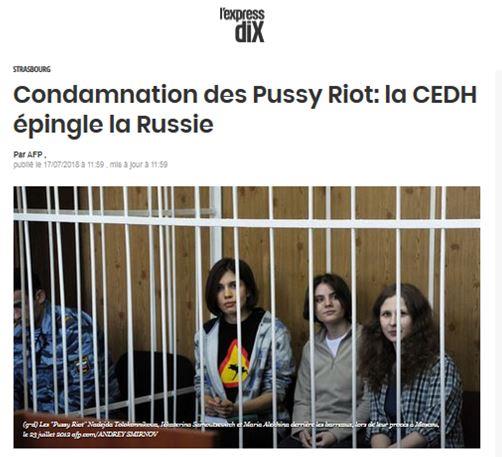 l'express
diX
STRASBOURG
Condamnation des Pussy Riot: la CEDH
épingle la Russie
Par AFP ,
publié le 17/07/2018 à 11:59 , mis à jour à 11:59
(g-d) Les "Pussy Riot" Nadejda Tolokonnikova, Ekaterina Samoutsevitch et Maria Alekhina derrière les barreaux, lors de leur procès à Moscou,
le 23 juillet 2012 afp.com/ANDREY SMIRNOV